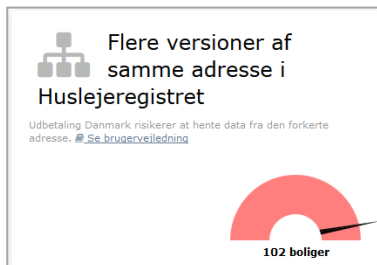 Flere versioner af
samme adresse i
Huslejeregistret
Udbetaling Danmark risikerer at hente data fra den forkerte
adresse. Se brugervejledning
102 boliger